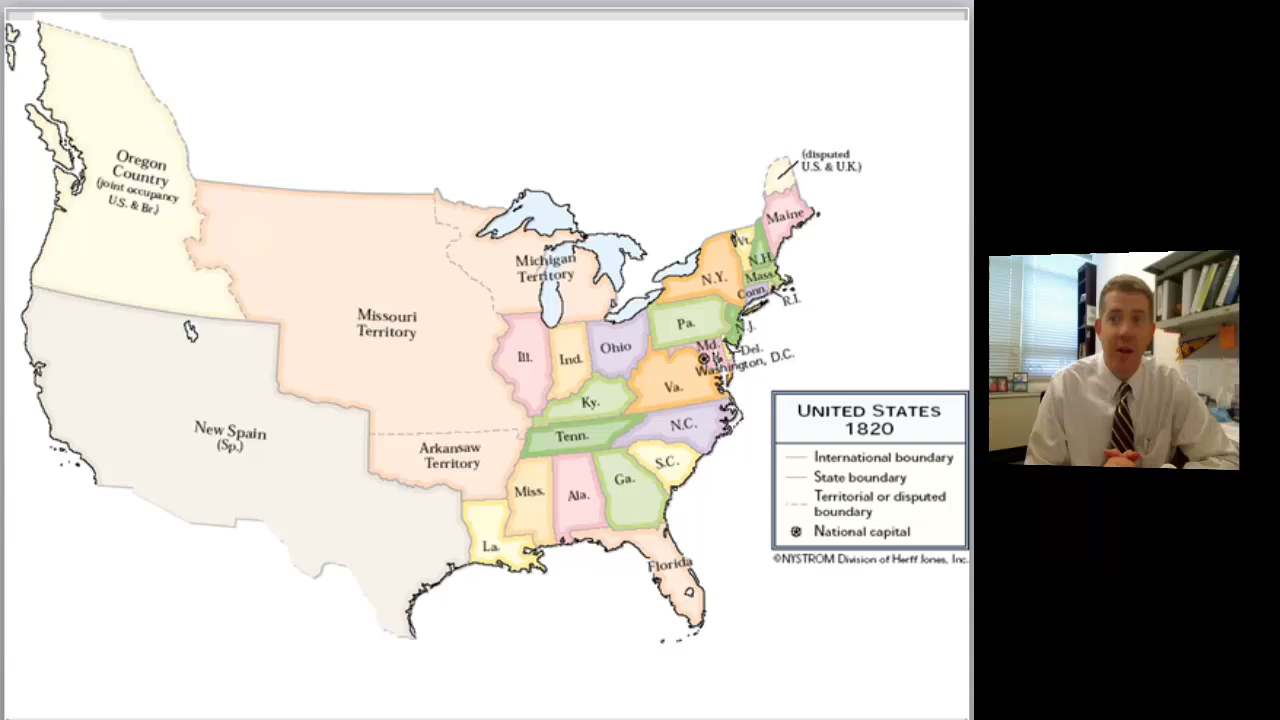 Oregon
Country
(joint occupancy
U.S. & Br.)
(disputed
U.S. & U.K.)
Maine
Vt.
N.H.
Mass.
Conn.
R.I.
N.Y.
Michigan
Territory
Missouri
Territory
Pa.
N.J.
Ill.
Ind.
Ohio
Md.
Del.
Washington, D.C.
Va.
Ky.
New Spain
(Sp.)
N.C.
Tenn.
Arkansaw
Territory
S.C.
Miss.
Ala.
Ga.
La.
Florida
UNITED STATES
1820
International boundary
State boundary
Territorial or disputed
boundary
National capital
©NYSTROM Division of Herff Jones, Inc.